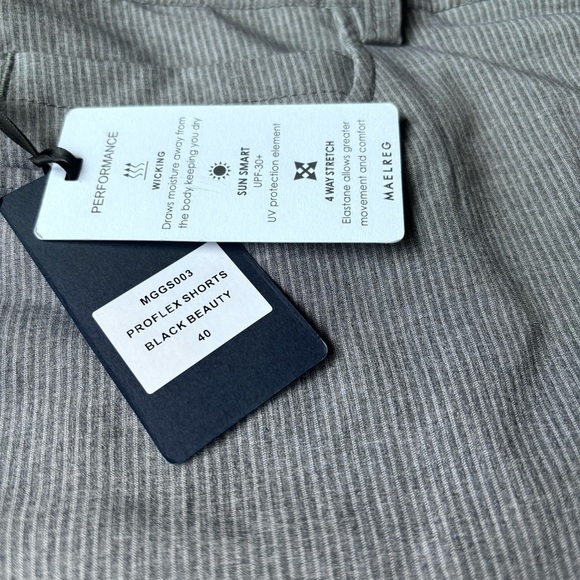 PERFORMANCE
WICKING
Draws moisture away from
the body, keeping you dry
SUN SMART
UPF-30+
UV protection element
4 WAY STRETCH
Elastane allows greater
movement and comfort
MAELREG
MGGS003
PROFLEX SHORTS
BLACK BEAUTY
40